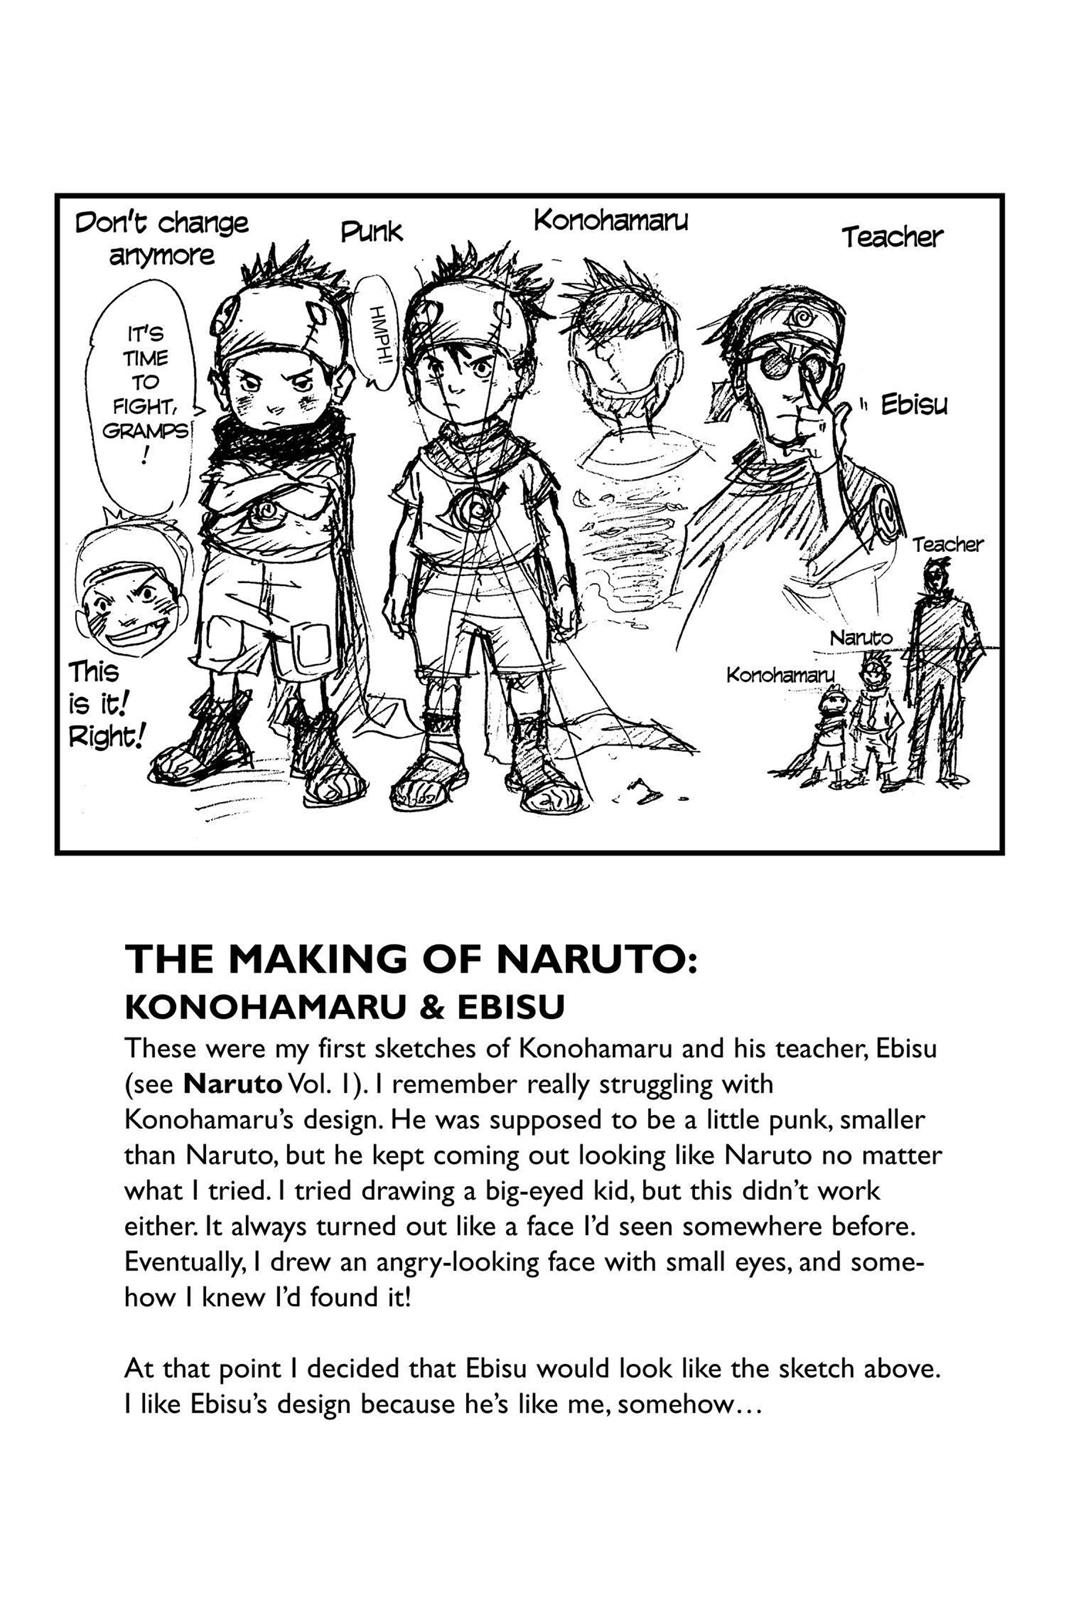 Don't change
anymore
Punk
Konohamaru
Teacher
IT'S
TIME
TO
FIGHT,
GRAMPS
!
HMPH!
Ebisu
Teacher
Naruto
Konohamaru
This
is it!
Right!
THE MAKING OF NARUTO:
KONOHAMARU & EBISU
These were my first sketches of Konohamaru and his teacher, Ebisu
(see Naruto Vol. 1). I remember really struggling with
Konohamaru's design. He was supposed to be a little punk, smaller
than Naruto, but he kept coming out looking like Naruto no matter
what I tried. I tried drawing a big-eyed kid, but this didn't work
either. It always turned out like a face I'd seen somewhere before.
Eventually, I drew an angry-looking face with small eyes, and some-
how I knew I'd found it!
At that point I decided that Ebisu would look like the sketch above.
I like Ebisu's design because he's like me, somehow...